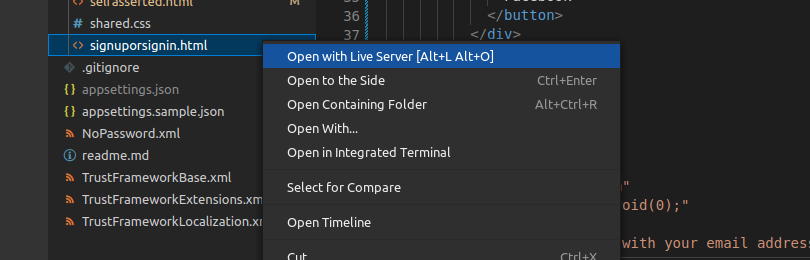 selfasserted.html M
shared.css
signuporsignin.html
.gitignore
appsettings.json
appsettings.sample.json
NoPassword.xml
readme.md
TrustFrameworkBase.xml
TrustFrameworkExtensions.xml
TrustFrameworkLocalization.xm
Open with Live Server [Alt+L Alt+O]
Open to the Side Ctrl+Enter
Open Containing Folder Alt+Ctrl+R
Open With...
Open in Integrated Terminal
Select for Compare
Open Timeline
Cut Ctrl+X
35 Facebook
36 </button>
37 </div>
"
oid(0);"
with your email address